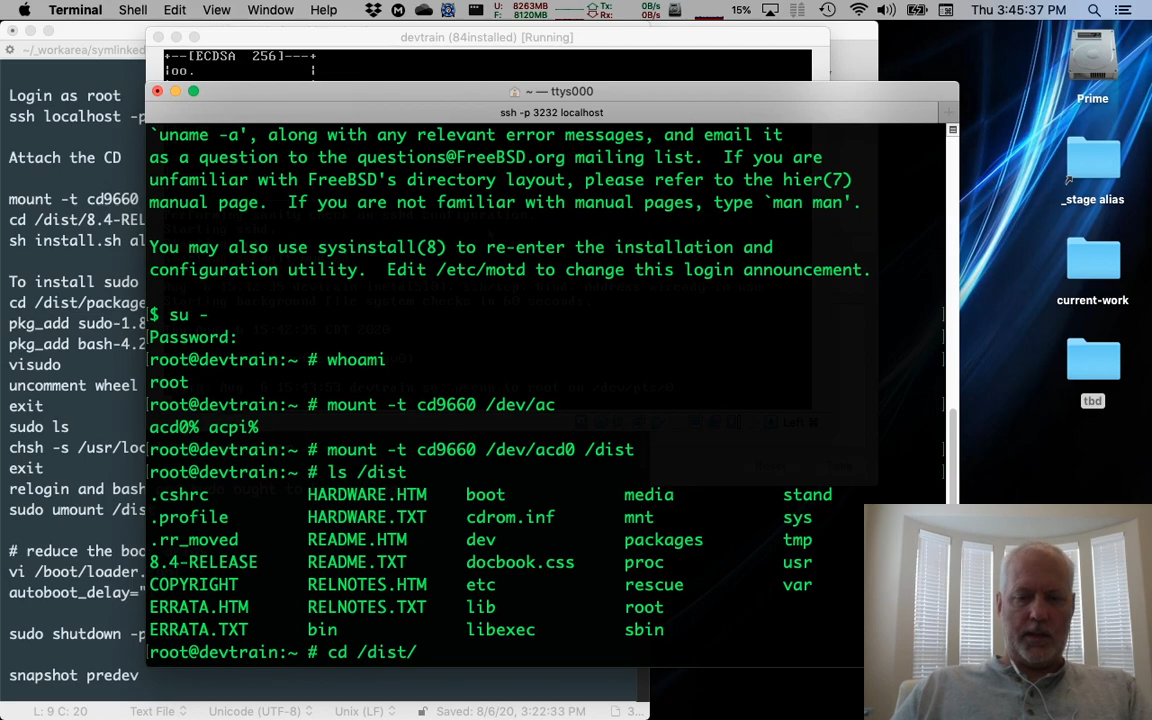 Terminal Shell Edit View Window Help U: 8263MB F: 8120MB Tx: 0B/s Rx: 0B/s 15% Thu 3:45:37 PM
devtrain (84installed) [Running]
~/_workarea/symlinked
+--[ECDSA 256]---+
|oo. |
~ — ttys000
ssh -p 3232 localhost
Login as root
ssh localhost -p
Attach the CD
mount -t cd9660
cd /dist/8.4-REL
sh install.sh al
To install sudo
cd /dist/package
pkg_add sudo-1.8
pkg_add bash-4.2
visudo
uncomment wheel
exit
sudo ls
chsh -s /usr/loc
exit
relogin and bash
sudo umount /dis
# reduce the boo
vi /boot/loader.
autoboot_delay="
sudo shutdown -p
snapshot predev
`uname -a', along with any relevant error messages, and email it
as a question to the questions@FreeBSD.org mailing list. If you are
unfamiliar with FreeBSD's directory layout, please refer to the hier(7)
manual page. If you are not familiar with manual pages, type `man man'.
You may also use sysinstall(8) to re-enter the installation and
configuration utility. Edit /etc/motd to change this login announcement.
$ su -
Password:
root@devtrain:~ # whoami
root
root@devtrain:~ # mount -t cd9660 /dev/ac
acd0% acpi%
root@devtrain:~ # mount -t cd9660 /dev/acd0 /dist
root@devtrain:~ # ls /dist
.cshrc HARDWARE.HTM boot media stand
.profile HARDWARE.TXT cdrom.inf mnt sys
.rr_moved README.HTM dev packages tmp
8.4-RELEASE README.TXT docbook.css proc usr
COPYRIGHT RELNOTES.HTM etc rescue var
ERRATA.HTM RELNOTES.TXT lib root
ERRATA.TXT bin libexec sbin
root@devtrain:~ # cd /dist/
Left ⌘
Prime
_stage alias
current-work
tbd
L: 9 C: 20 Text File Unicode (UTF-8) Unix (LF) Saved: 8/6/20, 3:22:33 PM 3...